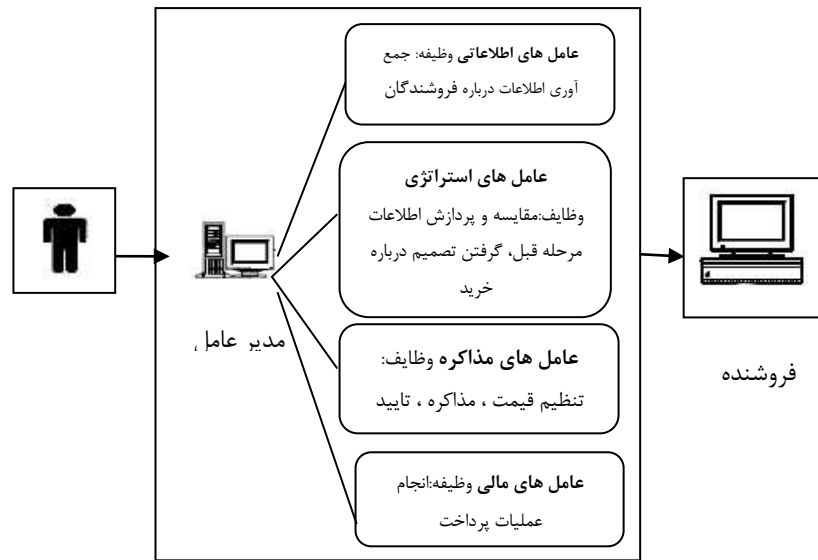 عامل های اطلاعاتی وظیفه: جمع
آوری اطلاعات درباره فروشندگان
عامل های استراتژی
وظایف:مقایسه و پردازش اطلاعات
مرحله قبل، گرفتن تصمیم درباره
خرید
مدیر عامل
عامل های مذاکره وظایف:
تنظیم قیمت ، مذاکره ، تایید
فروشنده
عامل های مالی وظیفه:انجام
عملیات پرداخت